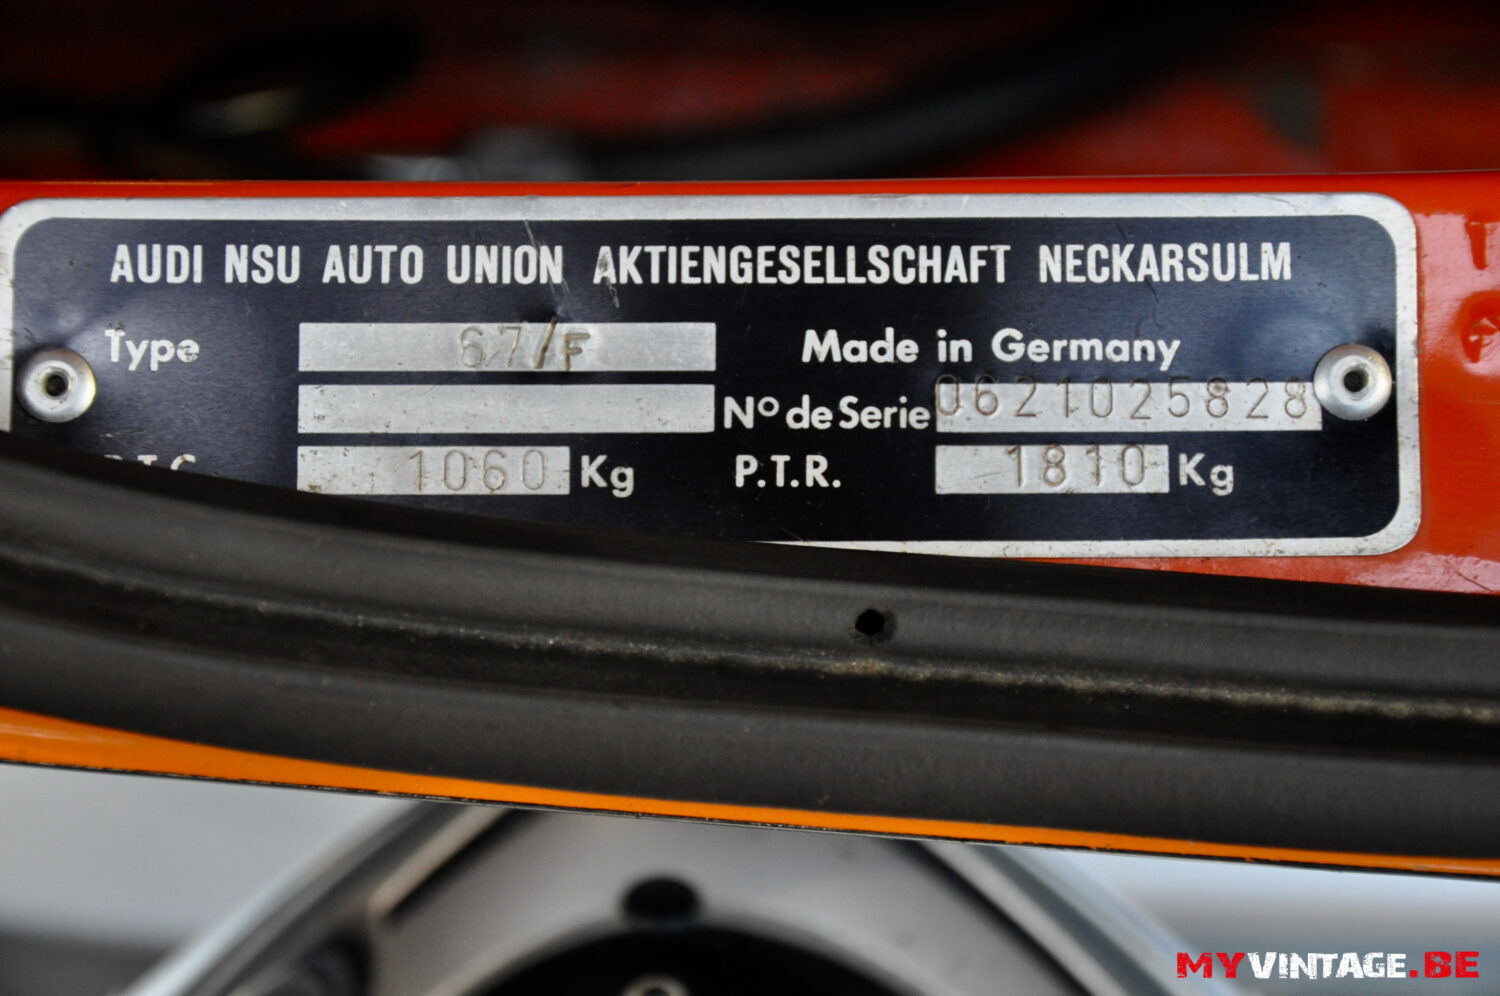 AUDI NSU AUTO UNION AKTIENGESELLSCHAFT NECKARSULM
Type 67/F Made in Germany
Nº de Serie 0621025828
1060 Kg P.T.R. 1810 Kg
MYVINTAGE.BE